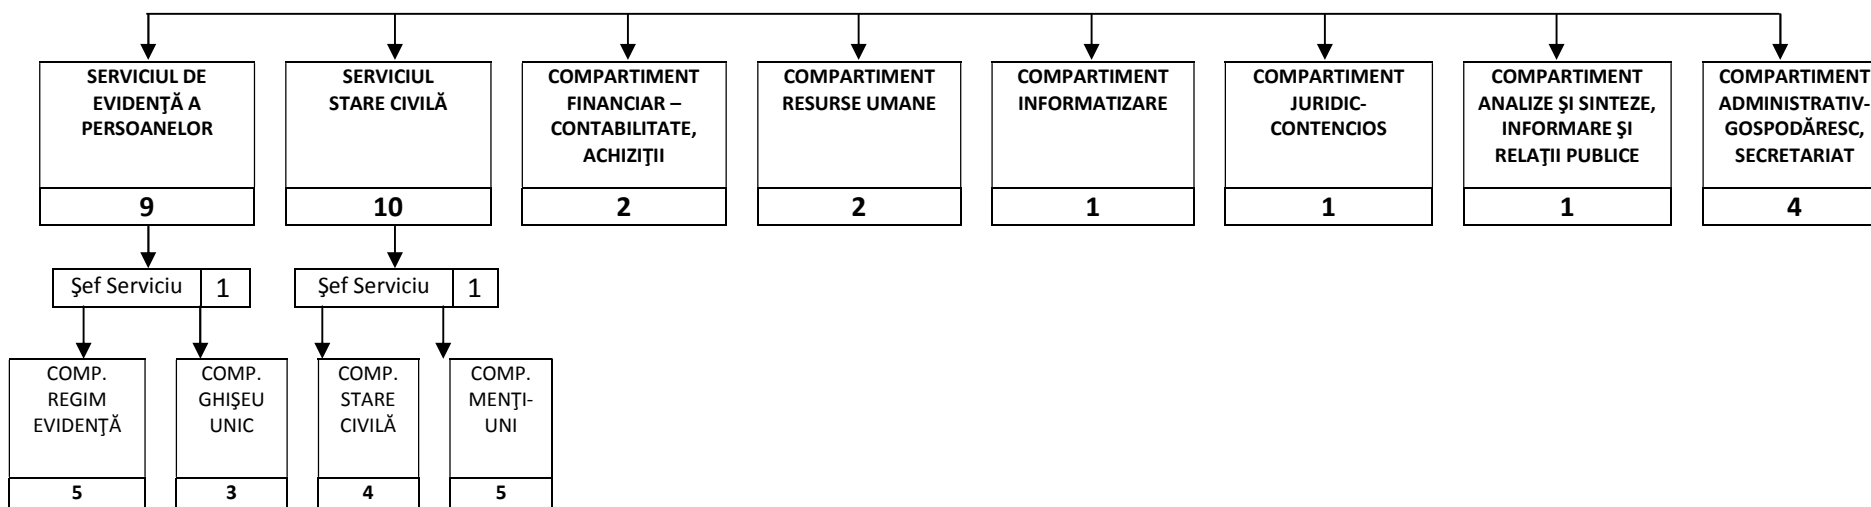 SERVICIUL DE
EVIDENŢĂ A
PERSOANELOR
9
SERVICIUL
STARE CIVILĂ
10
COMPARTIMENT
FINANCIAR –
CONTABILITATE,
ACHIZIŢII
2
COMPARTIMENT
RESURSE UMANE
2
COMPARTIMENT
INFORMATIZARE
1
COMPARTIMENT
JURIDIC-
CONTENCIOS
1
COMPARTIMENT
ANALIZE ŞI SINTEZE,
INFORMARE ŞI
RELAŢII PUBLICE
1
COMPARTIMENT
ADMINISTRATIV-
GOSPODĂRESC,
SECRETARIAT
4
Şef Serviciu 1
Şef Serviciu 1
COMP.
REGIM
EVIDENŢĂ
5
COMP.
GHIŞEU
UNIC
3
COMP.
STARE
CIVILĂ
4
COMP.
MENŢI-
UNI
5